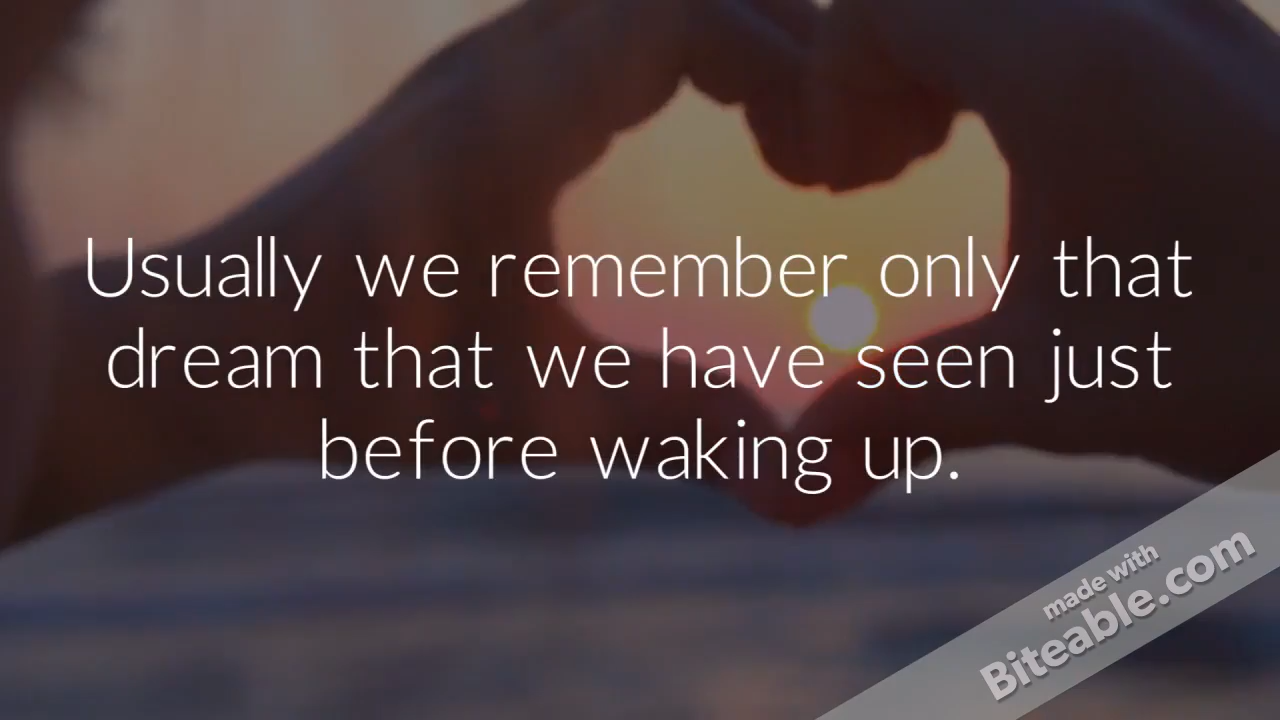 Usually we remember only that
dream that we have seen just
before waking up.
made with
Biteable.com